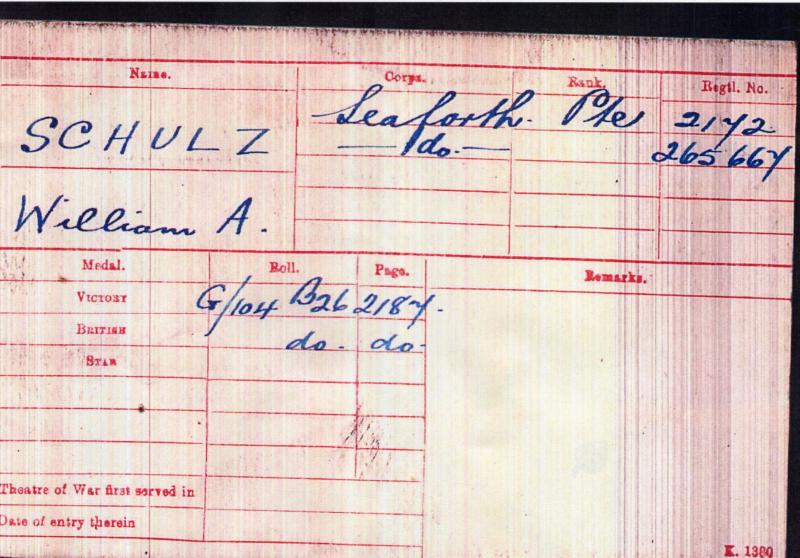 Name. Corps. Rank. Regtl. No.
SCHULZ Seaforth. Pte 2172
— do. — 265667
William A.
Medal. Roll. Page. Remarks.
VICTORY G/104 B26 2187.
BRITISH do. do.
STAR
Theatre of War first served in
Date of entry therein
K. 1380